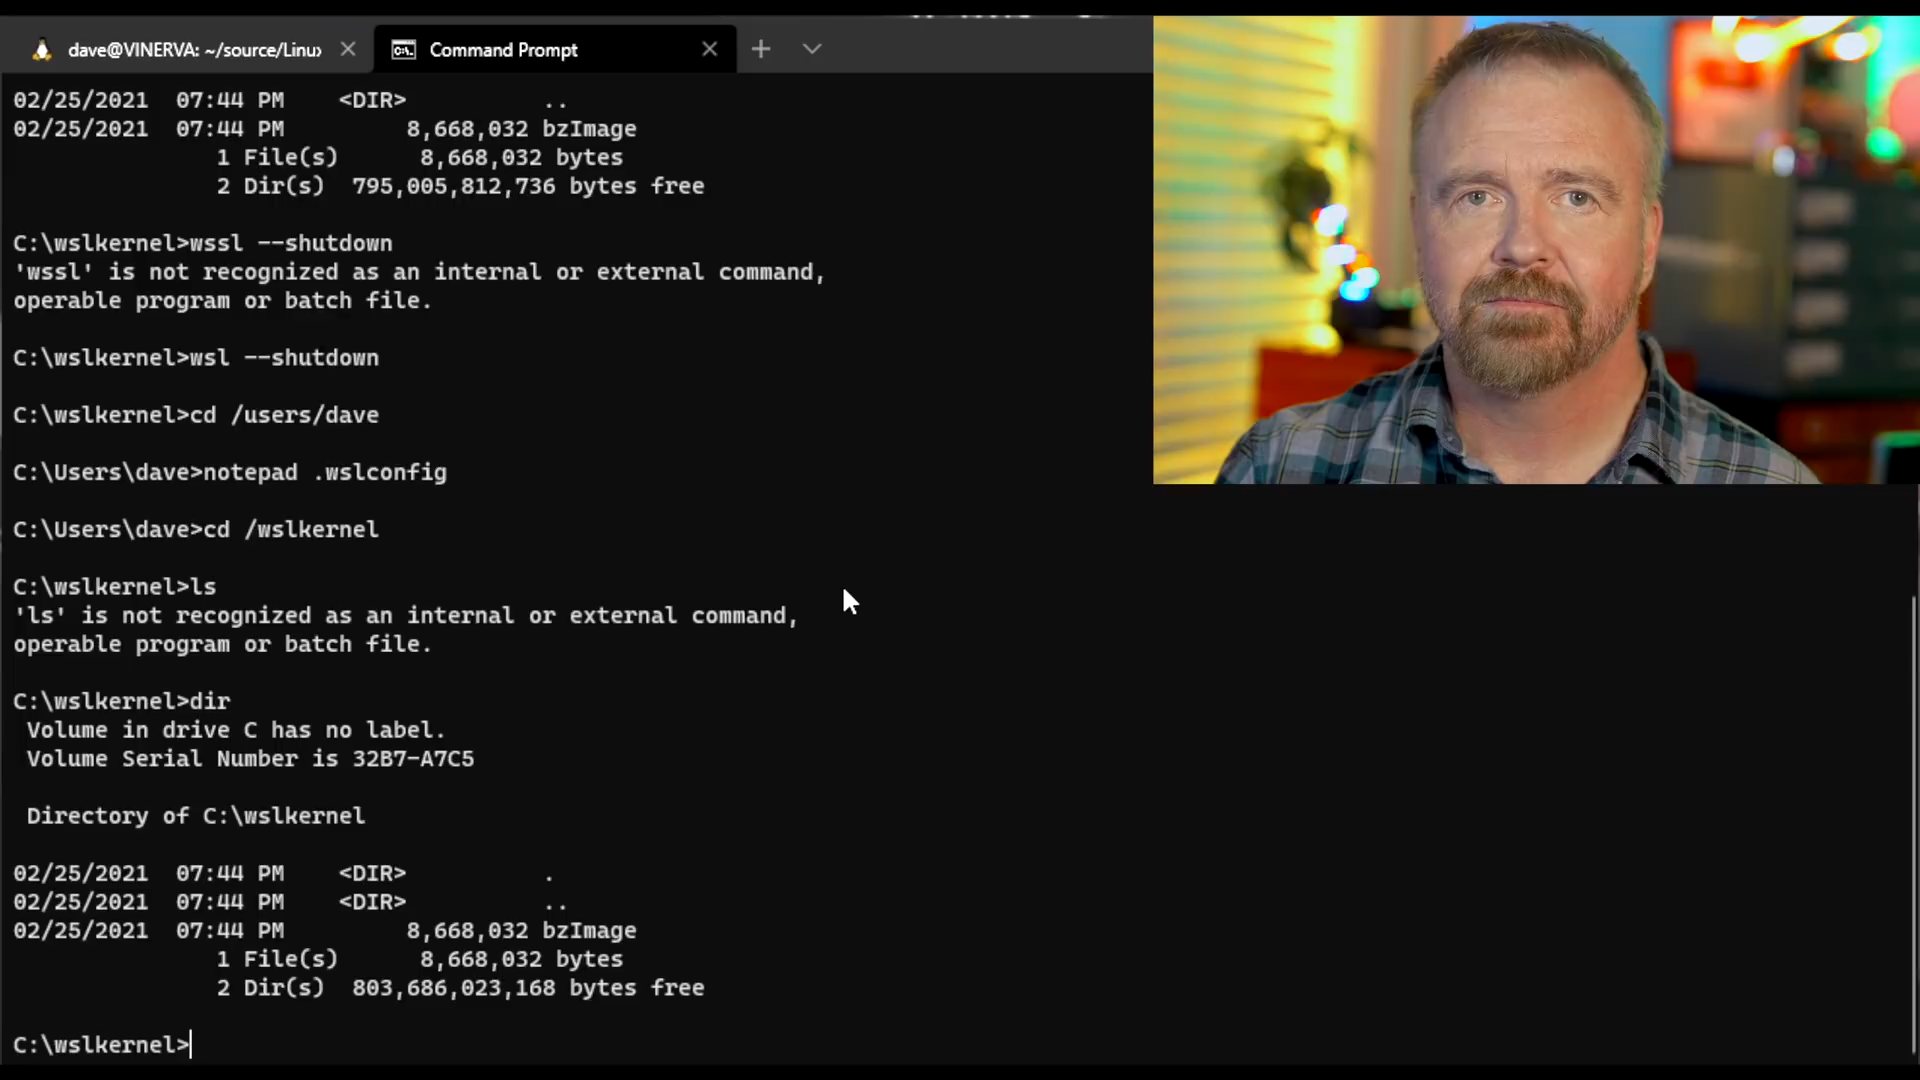 dave@VINERVA: ~/source/Linux
Command Prompt
02/25/2021  07:44 PM    <DIR>          ..
02/25/2021  07:44 PM         8,668,032 bzImage
               1 File(s)      8,668,032 bytes
               2 Dir(s)  795,005,812,736 bytes free
C:\wslkernel>wssl --shutdown
'wssl' is not recognized as an internal or external command,
operable program or batch file.
C:\wslkernel>wsl --shutdown
C:\wslkernel>cd /users/dave
C:\Users\dave>notepad .wslconfig
C:\Users\dave>cd /wslkernel
C:\wslkernel>ls
'ls' is not recognized as an internal or external command,
operable program or batch file.
C:\wslkernel>dir
 Volume in drive C has no label.
 Volume Serial Number is 32B7-A7C5
 Directory of C:\wslkernel
02/25/2021  07:44 PM    <DIR>          .
02/25/2021  07:44 PM    <DIR>          ..
02/25/2021  07:44 PM         8,668,032 bzImage
               1 File(s)      8,668,032 bytes
               2 Dir(s)  803,686,023,168 bytes free
C:\wslkernel>